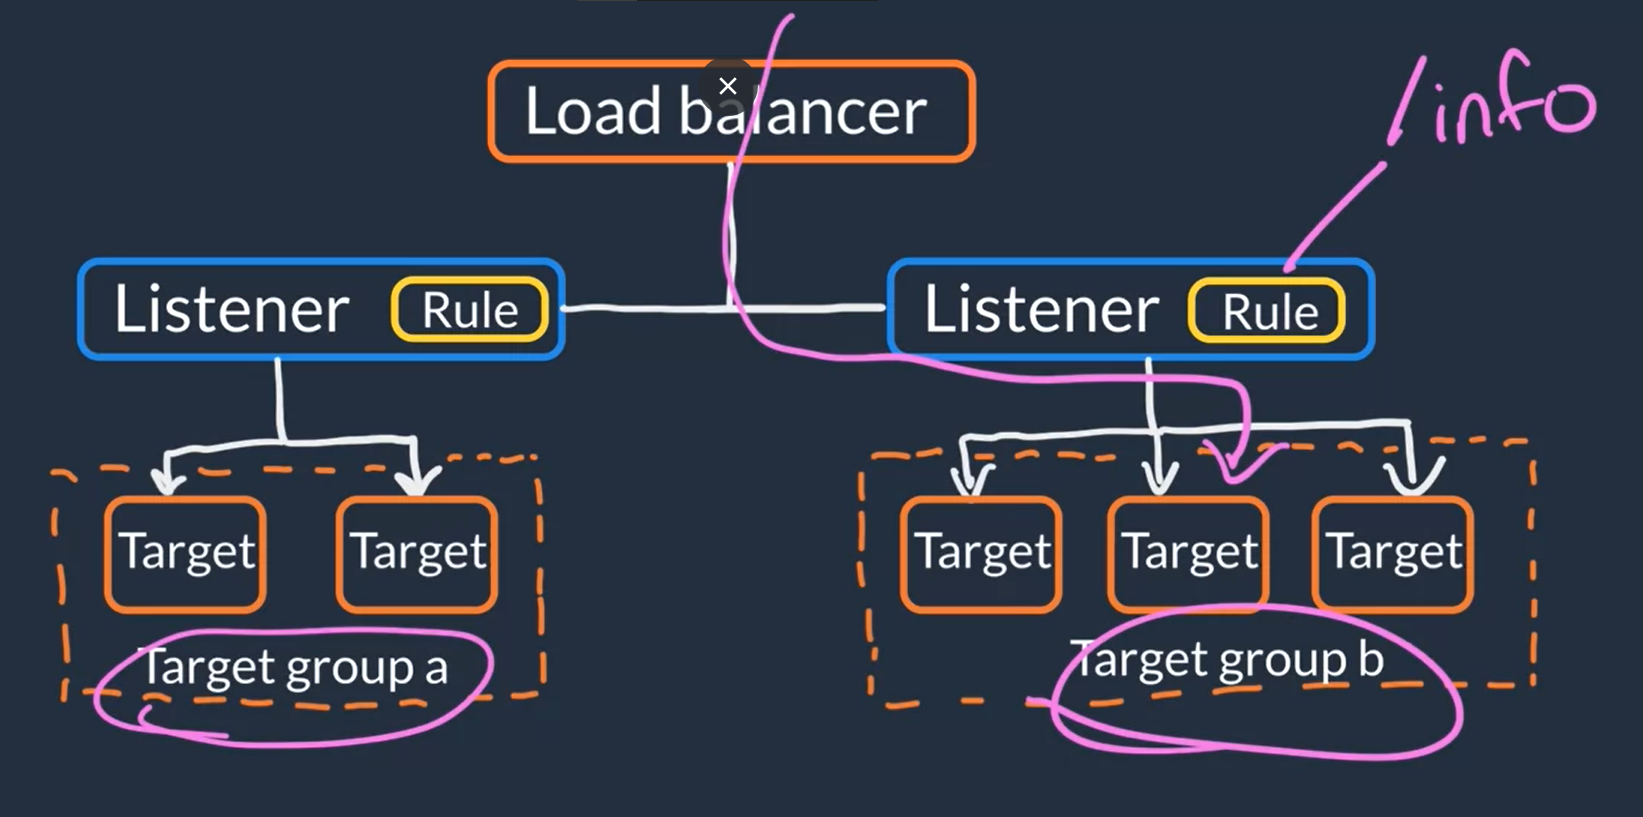 Load balancer
/info
Listener
Rule
Listener
Rule
Target
Target
Target
Target
Target
Target group a
Target group b